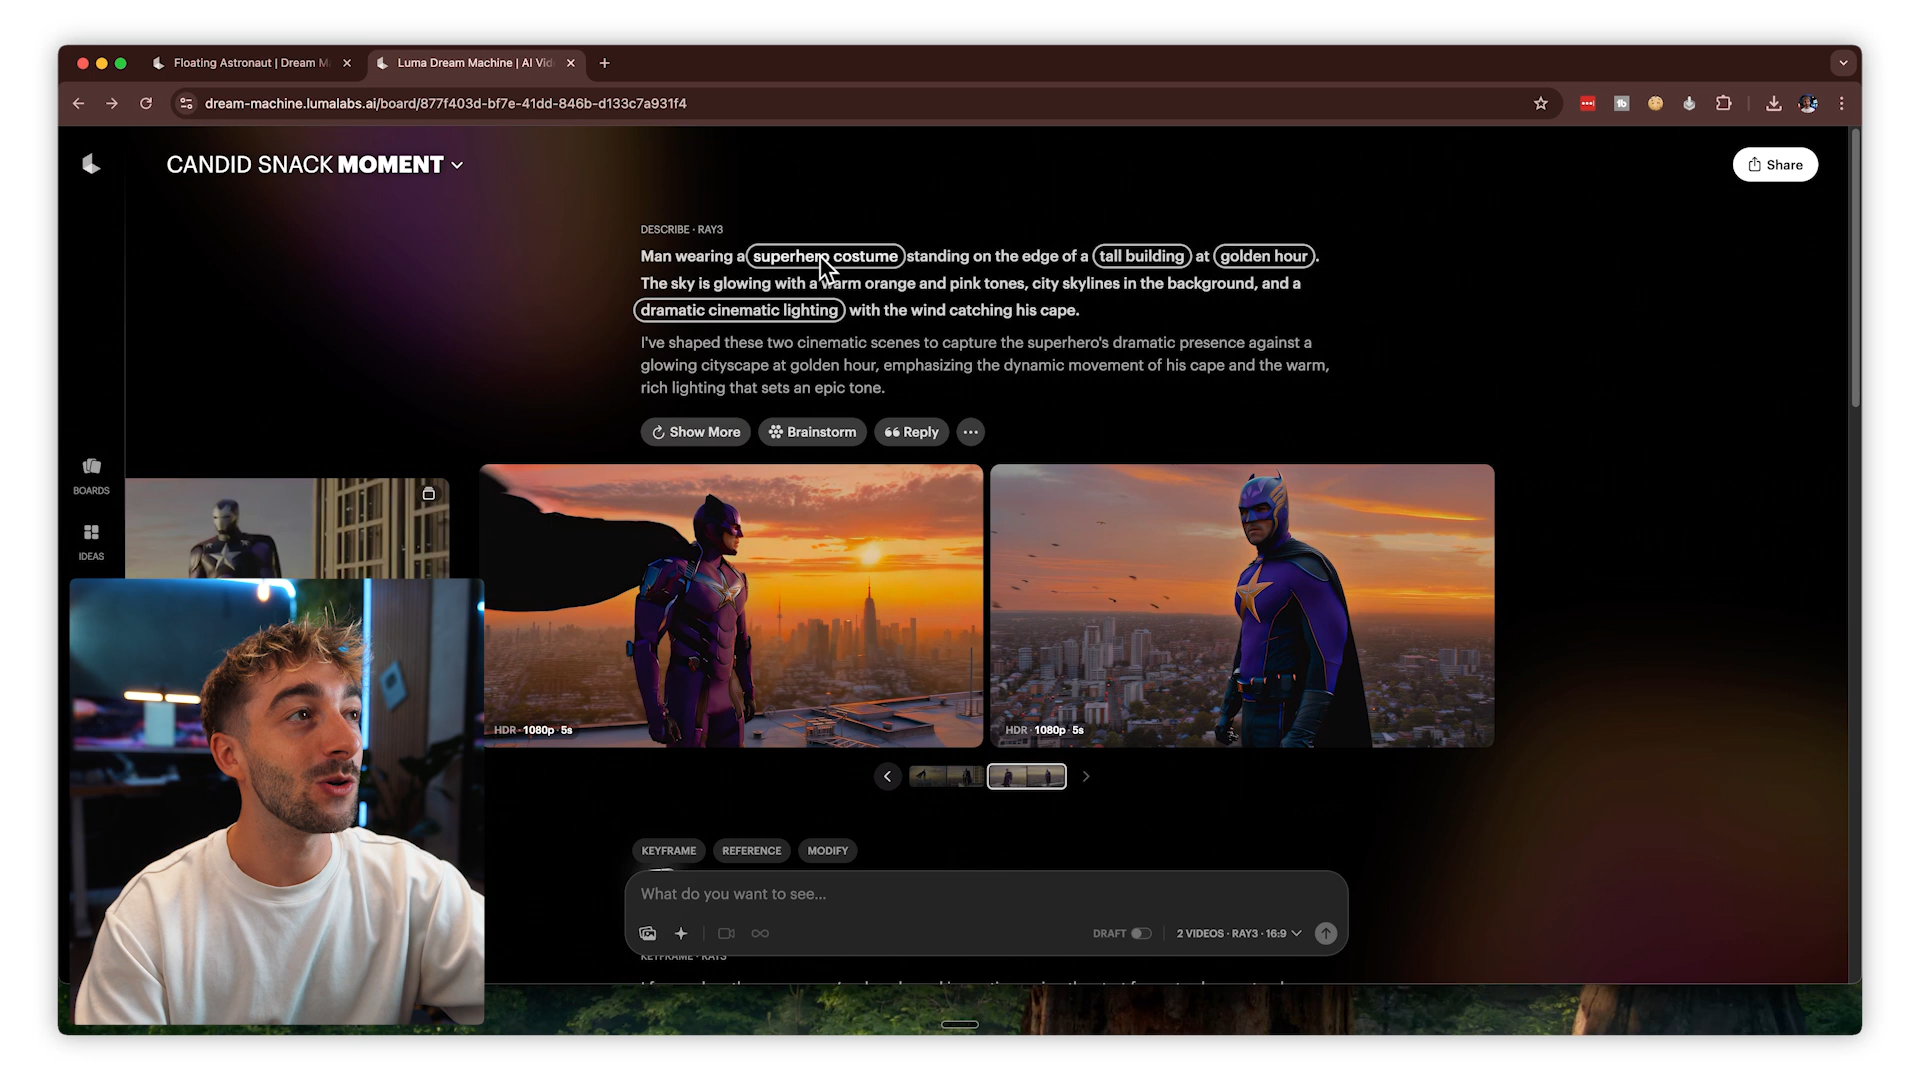 Floating Astronaut | Dream M
Luma Dream Machine | AI Vid
dream-machine.lumalabs.ai/board/877f403d-bf7e-41dd-846b-d133c7a931f4
CANDID SNACK MOMENT
Share
DESCRIBE · RAY3
Man wearing a superhero costume standing on the edge of a tall building at golden hour.
The sky is glowing with a warm orange and pink tones, city skylines in the background, and a
dramatic cinematic lighting with the wind catching his cape.
I've shaped these two cinematic scenes to capture the superhero's dramatic presence against a
glowing cityscape at golden hour, emphasizing the dynamic movement of his cape and the warm,
rich lighting that sets an epic tone.
Show More
Brainstorm
Reply
BOARDS
IDEAS
HDR · 1080p · 5s
HDR · 1080p · 5s
KEYFRAME
REFERENCE
MODIFY
What do you want to see...
DRAFT
2 VIDEOS · RAY3 · 16:9
KEYFRAME · RAY3